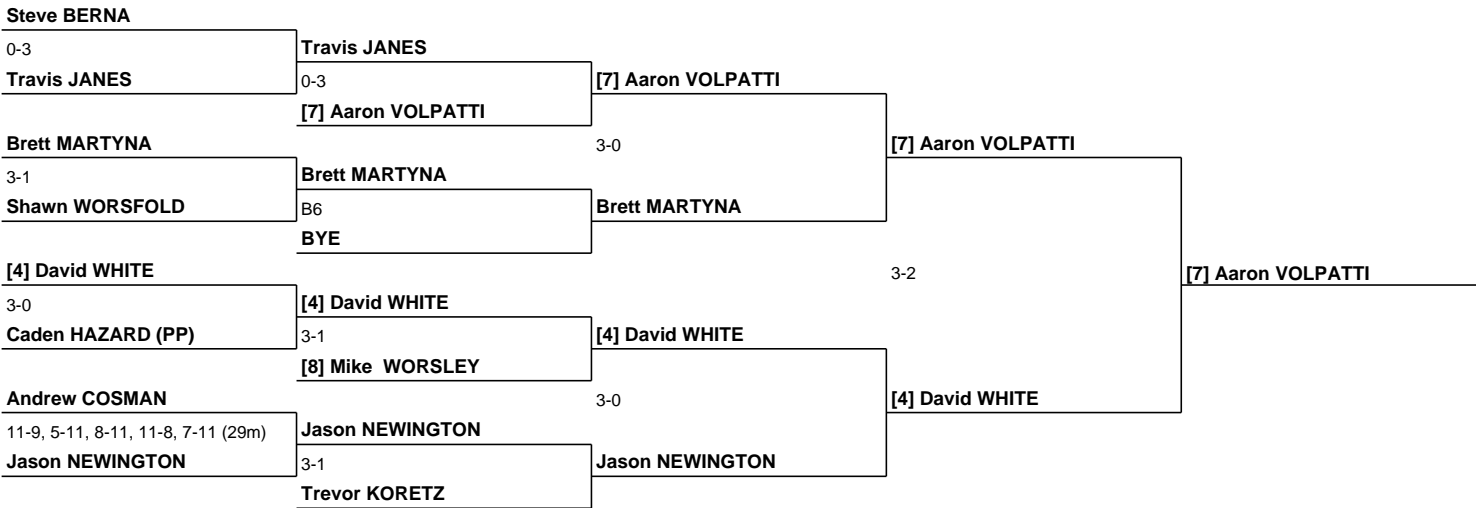 Steve BERNA
0-3
Travis JANES
Travis JANES
0-3
[7] Aaron VOLPATTI
[7] Aaron VOLPATTI
Brett MARTYNA
3-1
Shawn WORSFOLD
Brett MARTYNA
B6
BYE
3-0
Brett MARTYNA
[7] Aaron VOLPATTI
[4] David WHITE
3-0
Caden HAZARD (PP)
[4] David WHITE
3-1
[8] Mike WORSLEY
[4] David WHITE
Andrew COSMAN
11-9, 5-11, 8-11, 11-8, 7-11 (29m)
Jason NEWINGTON
Jason NEWINGTON
3-1
Trevor KORETZ
3-0
Jason NEWINGTON
[4] David WHITE
3-2
[7] Aaron VOLPATTI